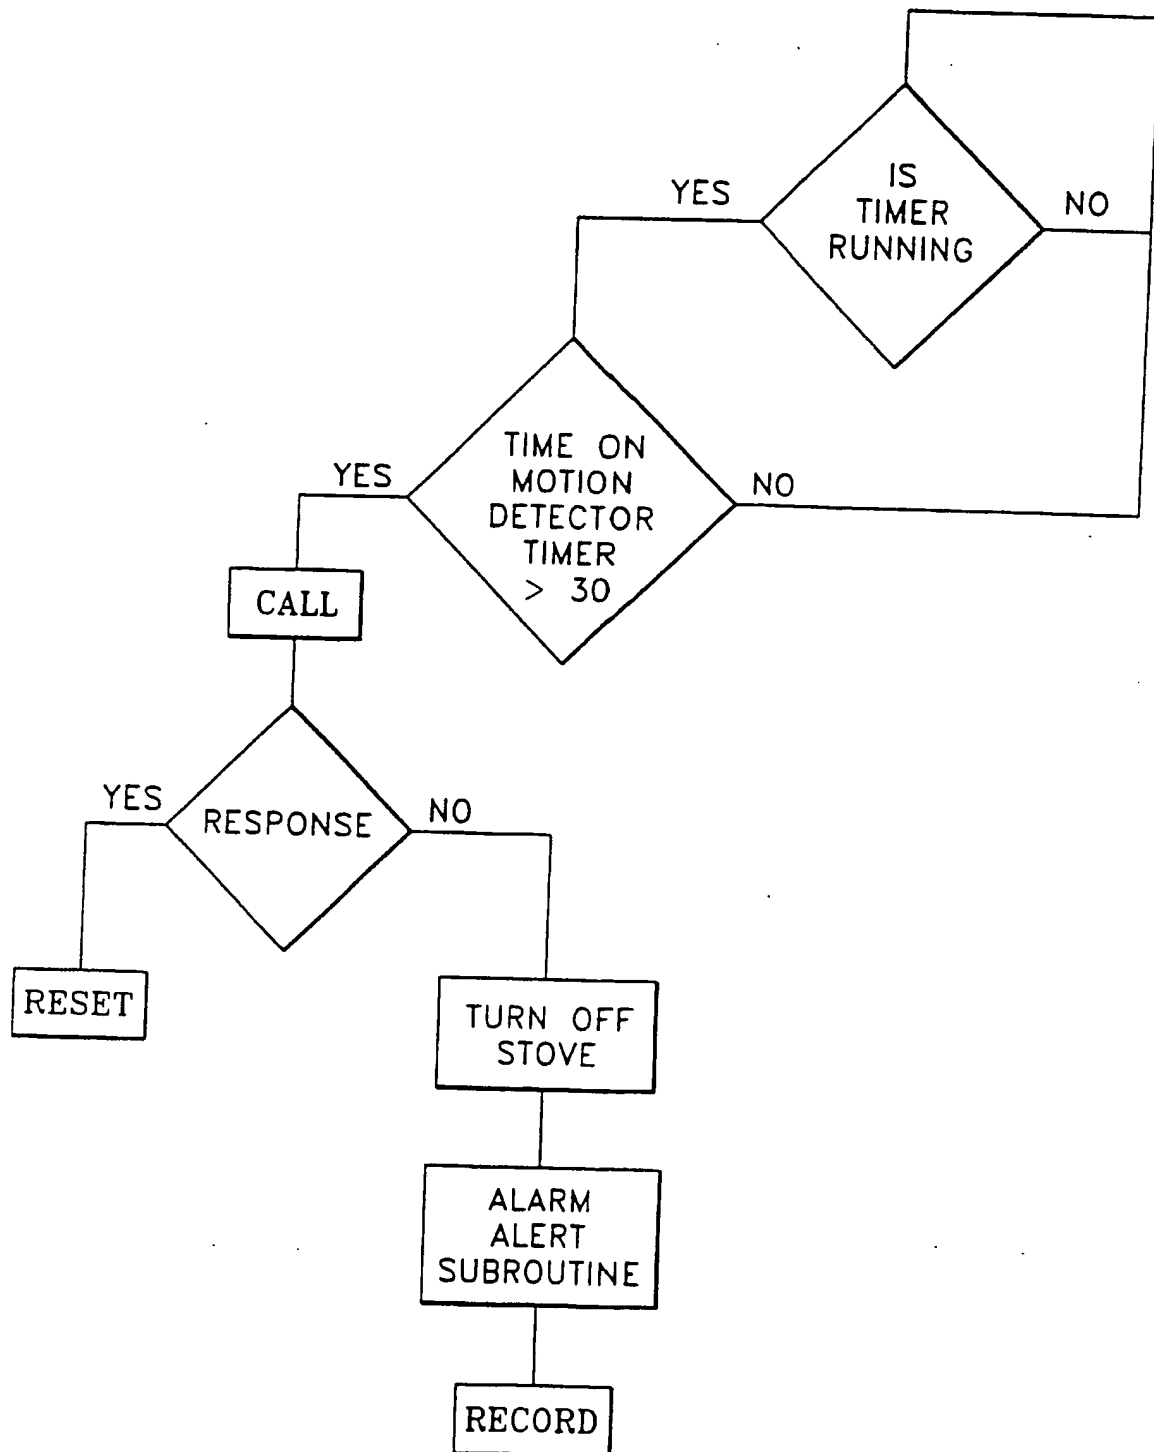 IS
TIMER
RUNNING
YES
NO
TIME ON
MOTION
DETECTOR
TIMER
> 30
YES
NO
CALL
RESPONSE
YES
NO
RESET
TURN OFF
STOVE
ALARM
ALERT
SUBROUTINE
RECORD